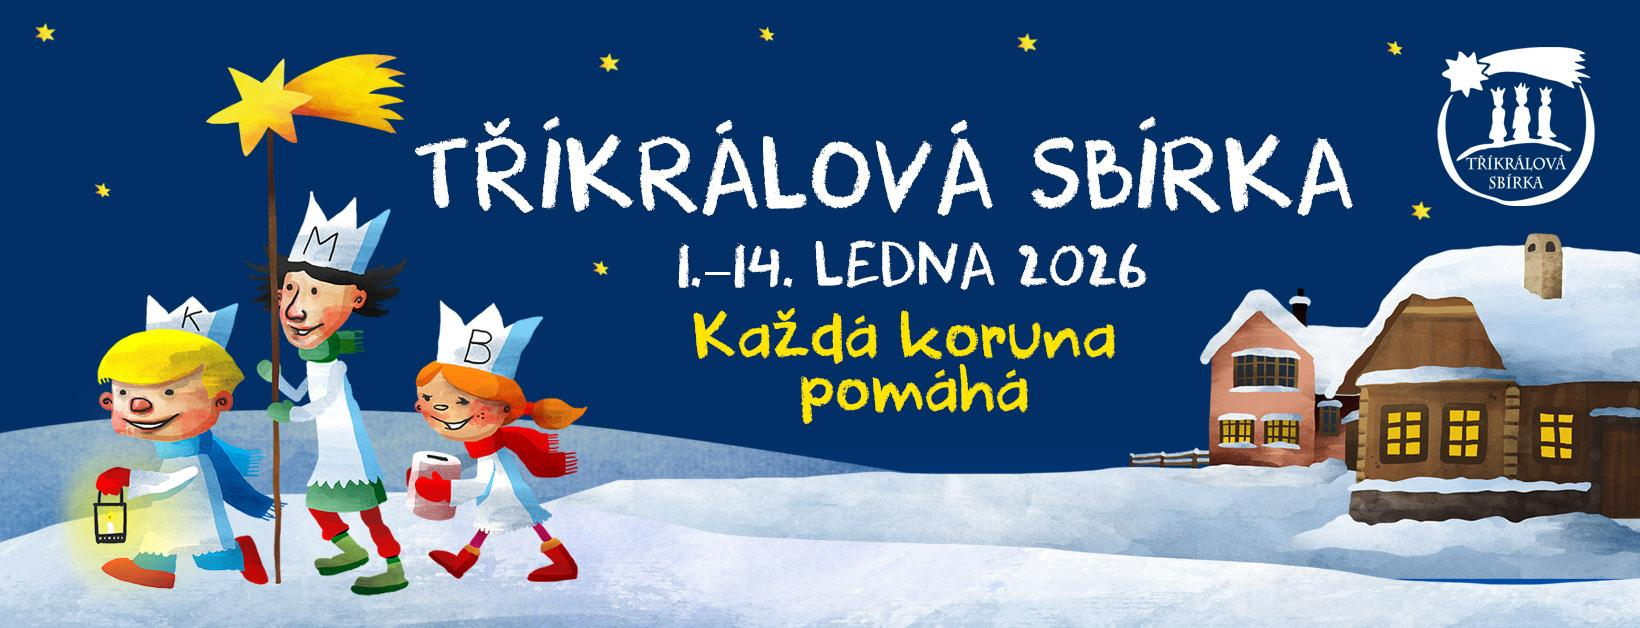 TŘÍKRÁLOVÁ SBÍRKA
1.–14. LEDNA 2026
Každá koruna
pomáhá
TŘÍKRÁLOVÁ
SBÍRKA
K
M
B